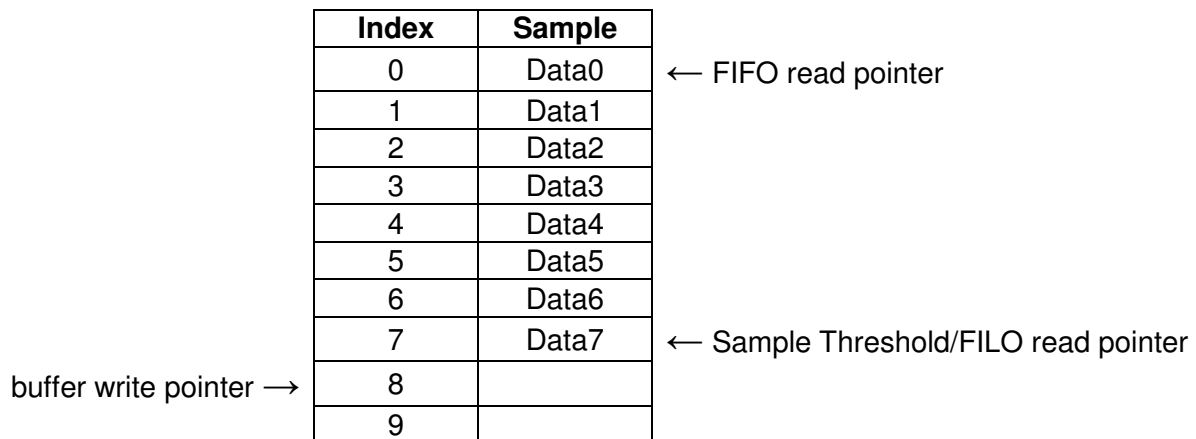 Index Sample
0 Data0 ← FIFO read pointer
1 Data1
2 Data2
3 Data3
4 Data4
5 Data5
6 Data6
7 Data7 ← Sample Threshold/FILO read pointer
buffer write pointer → 8
9